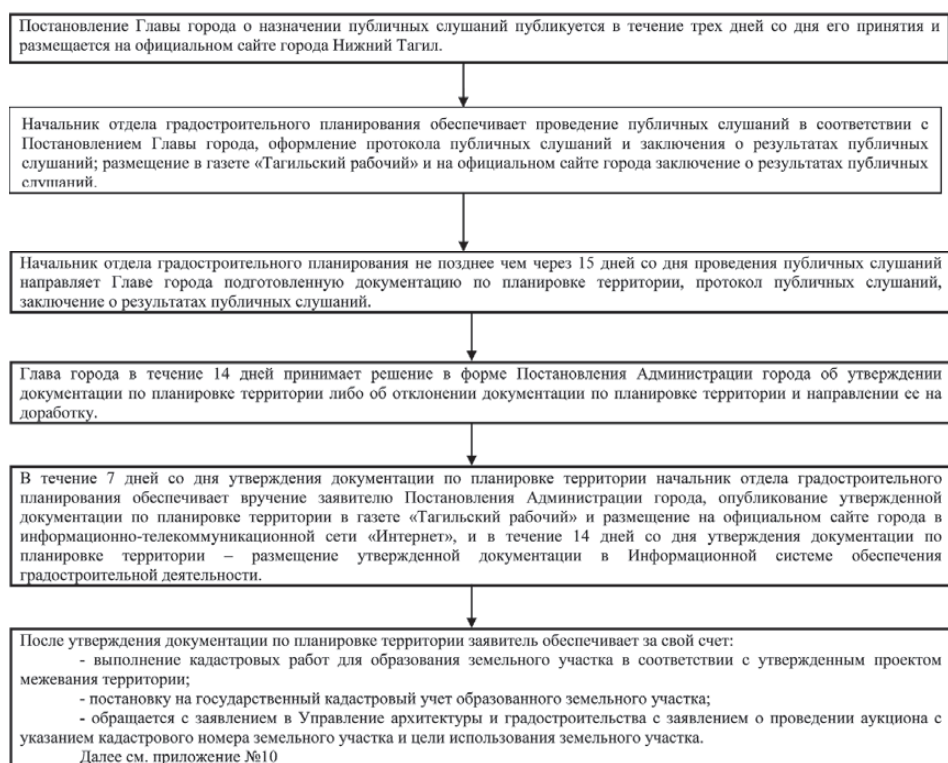 Постановление Главы города о назначении публичных слушаний публикуется в течение трех дней со дня его принятия и
размещается на официальном сайте города Нижний Тагил.
Начальник отдела градостроительного планирования обеспечивает проведение публичных слушаний в соответствии с
Постановлением Главы города, оформление протокола публичных слушаний и заключения о результатах публичных
слушаний; размещение в газете «Тагильский рабочий» и на официальном сайте города заключение о результатах публичных
слушаний.
Начальник отдела градостроительного планирования не позднее чем через 15 дней со дня проведения публичных слушаний
направляет Главе города подготовленную документацию по планировке территории, протокол публичных слушаний,
заключение о результатах публичных слушаний.
Глава города в течение 14 дней принимает решение в форме Постановления Администрации города об утверждении
документации по планировке территории либо об отклонении документации по планировке территории и направлении ее на
доработку.
В течение 7 дней со дня утверждения документации по планировке территории начальник отдела градостроительного
планирования обеспечивает вручение заявителю Постановления Администрации города, опубликование утвержденной
документации по планировке территории в газете «Тагильский рабочий» и размещение на официальном сайте города в
информационно-телекоммуникационной сети «Интернет», и в течение 14 дней со дня утверждения документации по
планировке территории – размещение утвержденной документации в Информационной системе обеспечения
градостроительной деятельности.
После утверждения документации по планировке территории заявитель обеспечивает за свой счет:
- выполнение кадастровых работ для образования земельного участка в соответствии с утвержденным проектом
межевания территории;
- постановку на государственный кадастровый учет образованного земельного участка;
- обращается с заявлением в Управление архитектуры и градостроительства с заявлением о проведении аукциона с
указанием кадастрового номера земельного участка и цели использования земельного участка.
Далее см. приложение №10